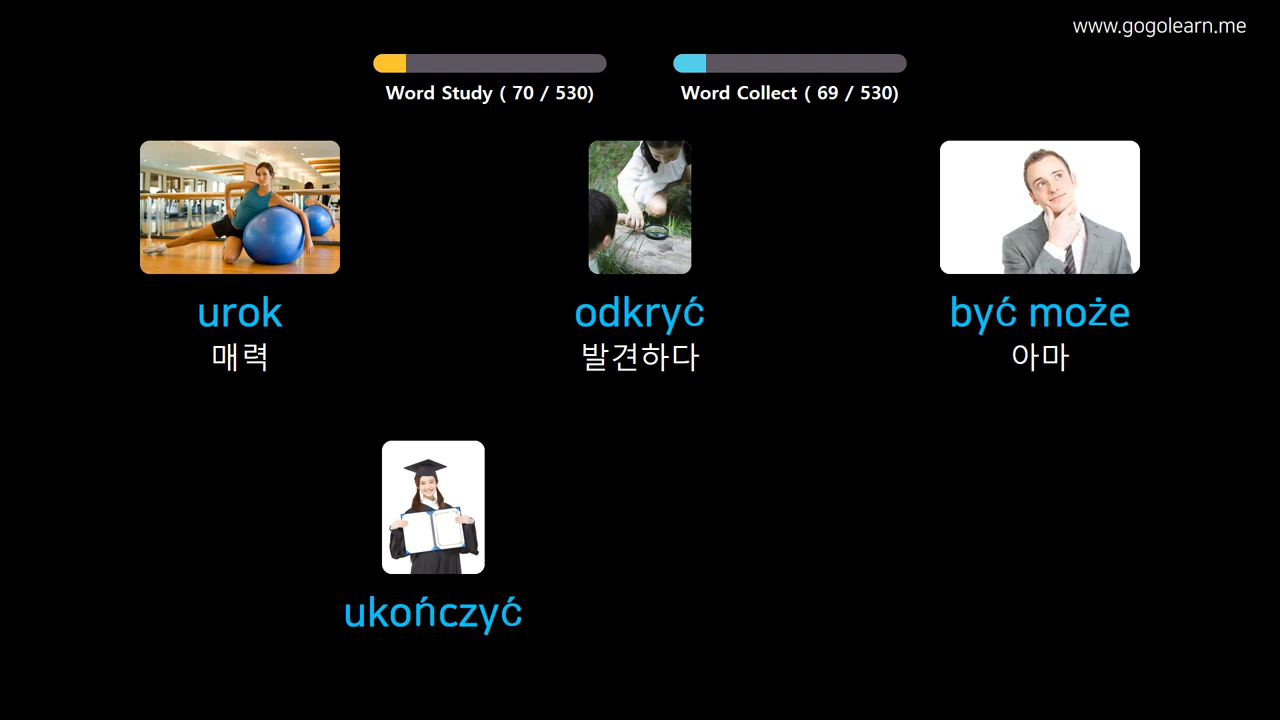 www.gogolearn.me
Word Study ( 70 / 530)
Word Collect ( 69 / 530)
urok
매력
odkryć
발견하다
być może
아마
ukończyć